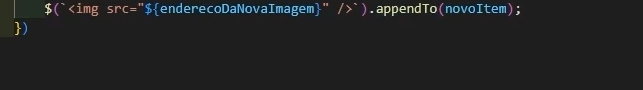 $(`<img src="${enderecoDaNovaImagem}" />`).appendTo(novoItem);
})